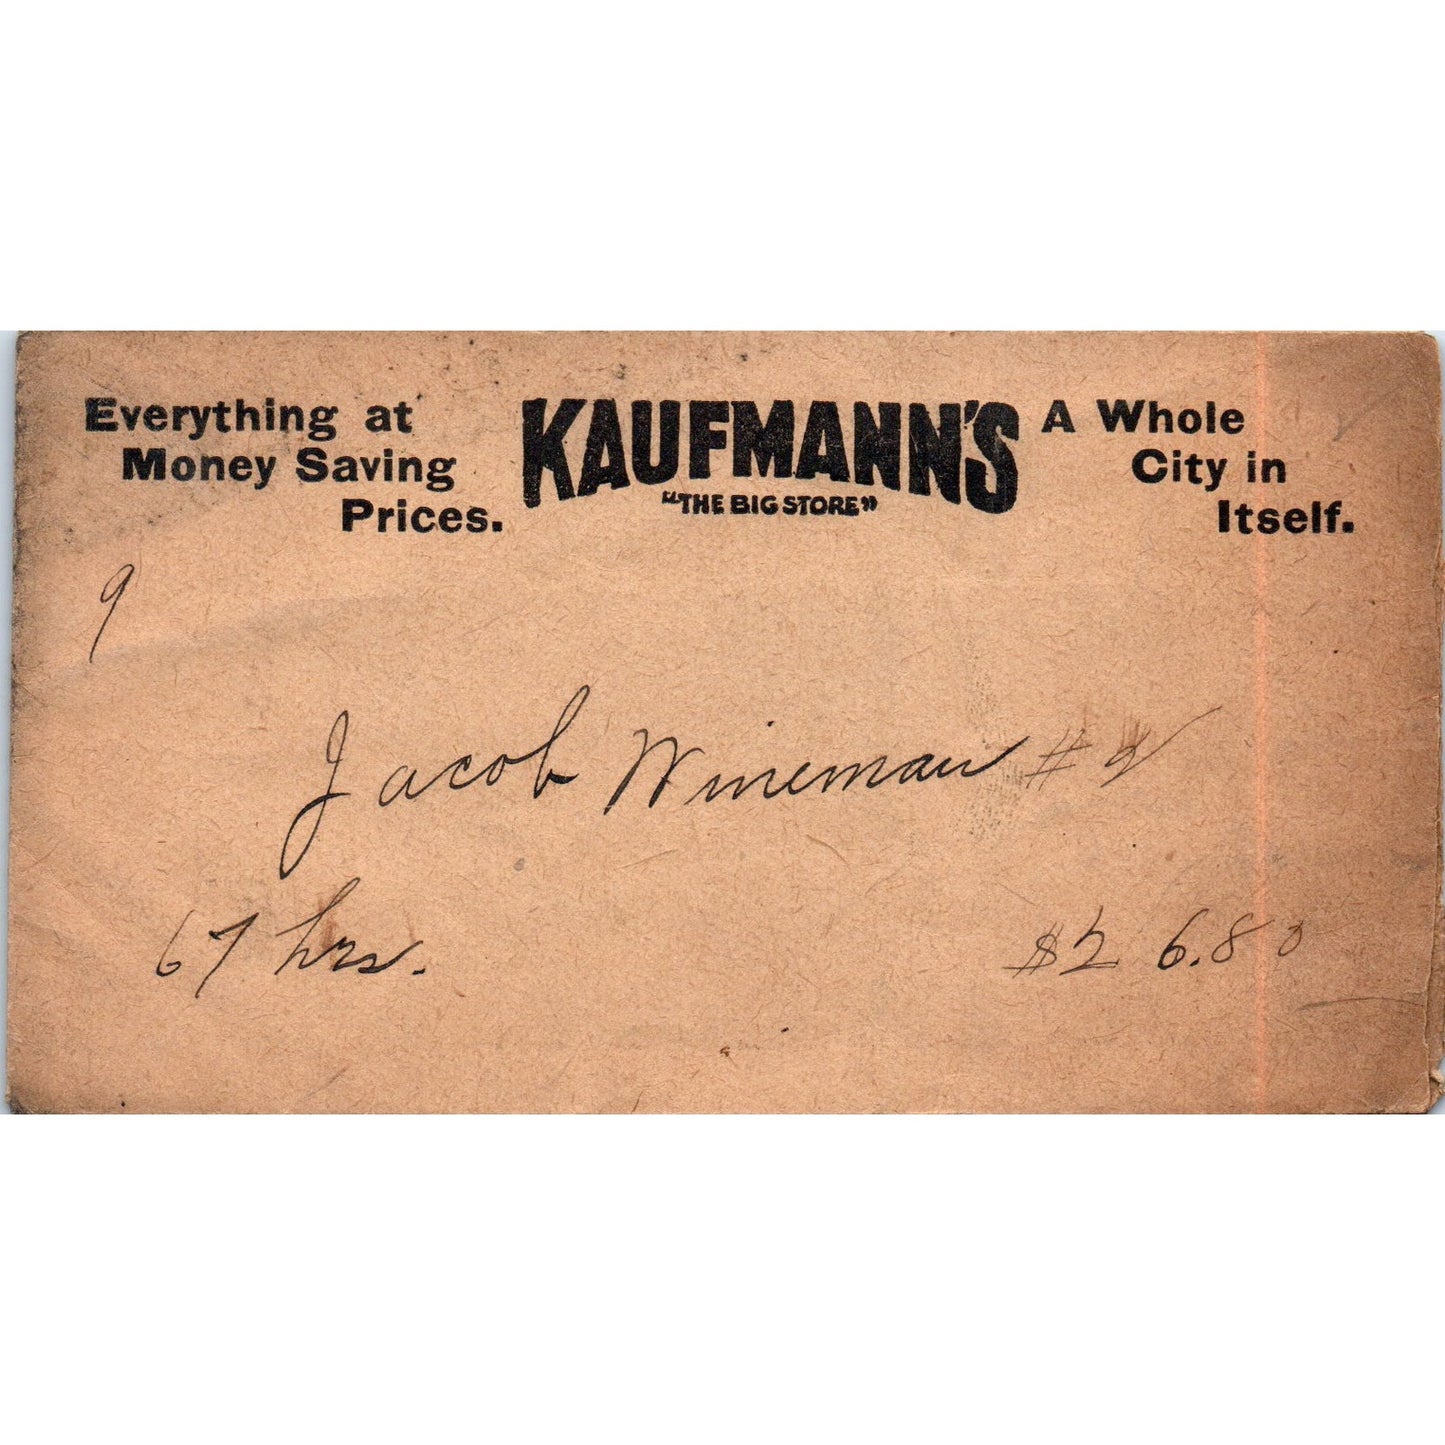 Everything at
Money Saving
Prices.
KAUFMANN'S
"THE BIG STORE"
A Whole
City in
Itself.
9
Jacob Wineman # 2
67 hrs. $26.80